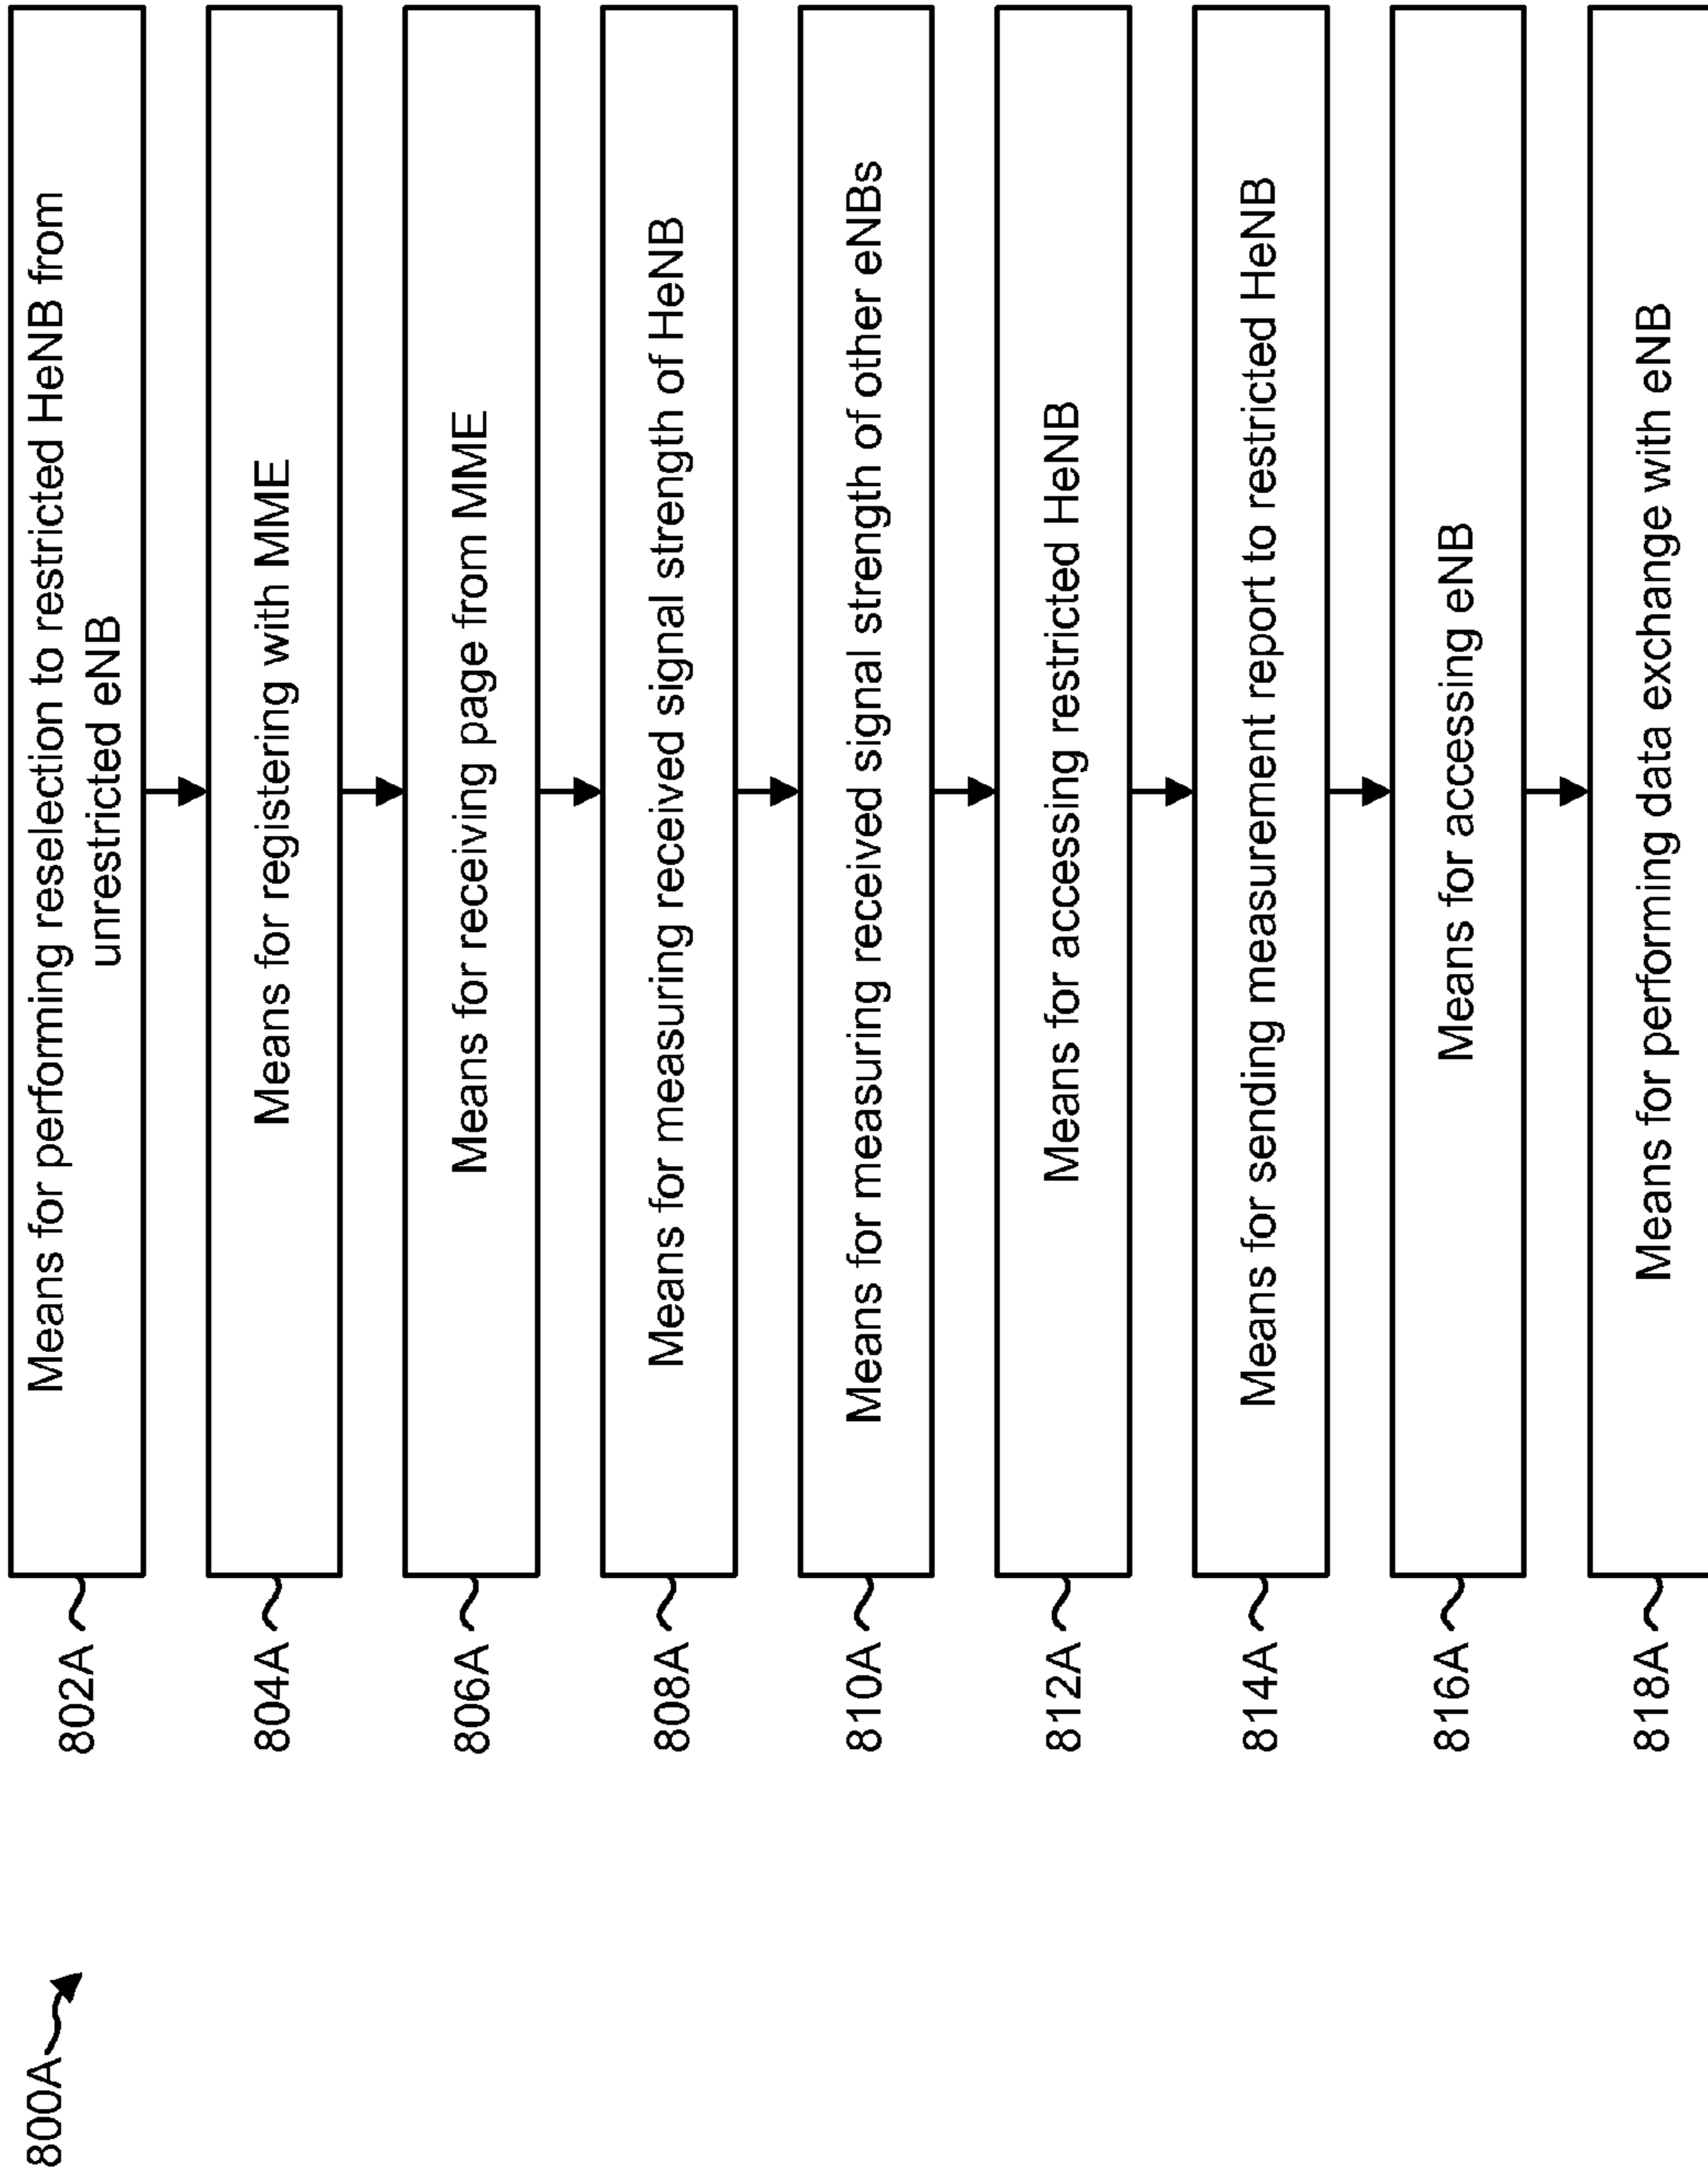 800A
802A
Means for performing reselection to restricted HeNB from
unrestricted eNB
804A
Means for registering with MME
806A
Means for receiving page from MME
808A
Means for measuring received signal strength of HeNB
810A
Means for measuring received signal strength of other eNBs
812A
Means for accessing restricted HeNB
814A
Means for sending measurement report to restricted HeNB
816A
Means for accessing eNB
818A
Means for performing data exchange with eNB